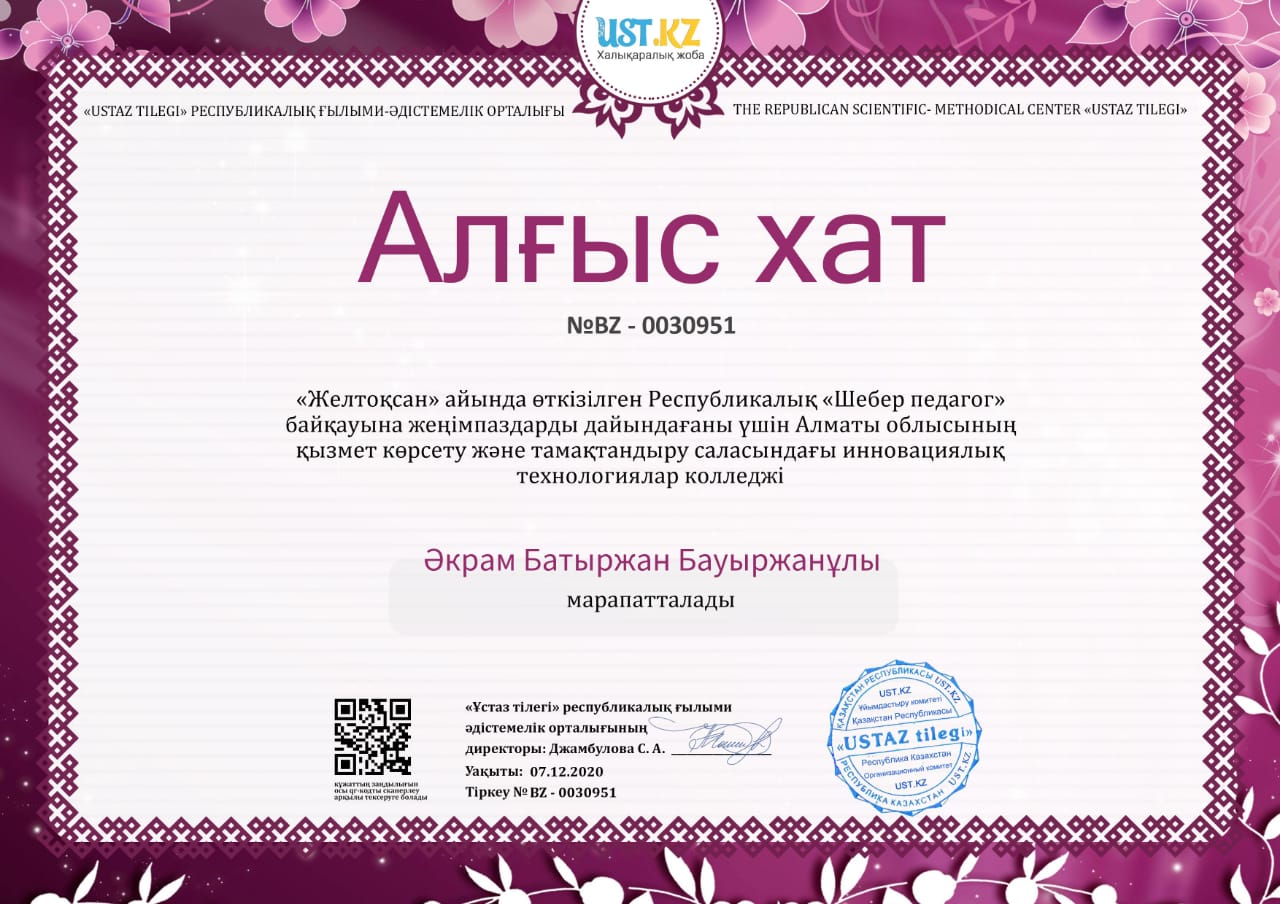 UST.KZ
Халықаралық жоба
«USTAZ TILEGI» РЕСПУБЛИКАЛЫҚ ҒЫЛЫМИ-ӘДІСТЕМЕЛІК ОРТАЛЫҒЫ
THE REPUBLICAN SCIENTIFIC- METHODICAL CENTER «USTAZ TILEGI»
Алғыс хат
№BZ - 0030951
«Желтоқсан» айында өткізілген Республикалық «Шебер педагог»
байқауына жеңімпаздарды дайындағаны үшін Алматы облысының
қызмет көрсету және тамақтандыру саласындағы инновациялық
технологиялар колледжі
Әкрам Батыржан Бауыржанұлы
марапатталады
«Ұстаз тілегі» республикалық ғылыми
әдістемелік орталығының
директоры: Джамбулова С. А.
Уақыты: 07.12.2020
Тіркеу № BZ - 0030951
құжаттың заңдылығын
осы qr-кодты сканерлеу
арқылы тексеруге болады
ҚАЗАҚСТАН РЕСПУБЛИКАСЫ UST.KZ
UST.KZ
Ұйымдастыру комитеті
Қазақстан Республикасы
«USTAZ tilegi»
Республика Казахстан
Организационный комитет
UST.KZ
РЕСПУБЛИКА КАЗАХСТАН UST.KZ